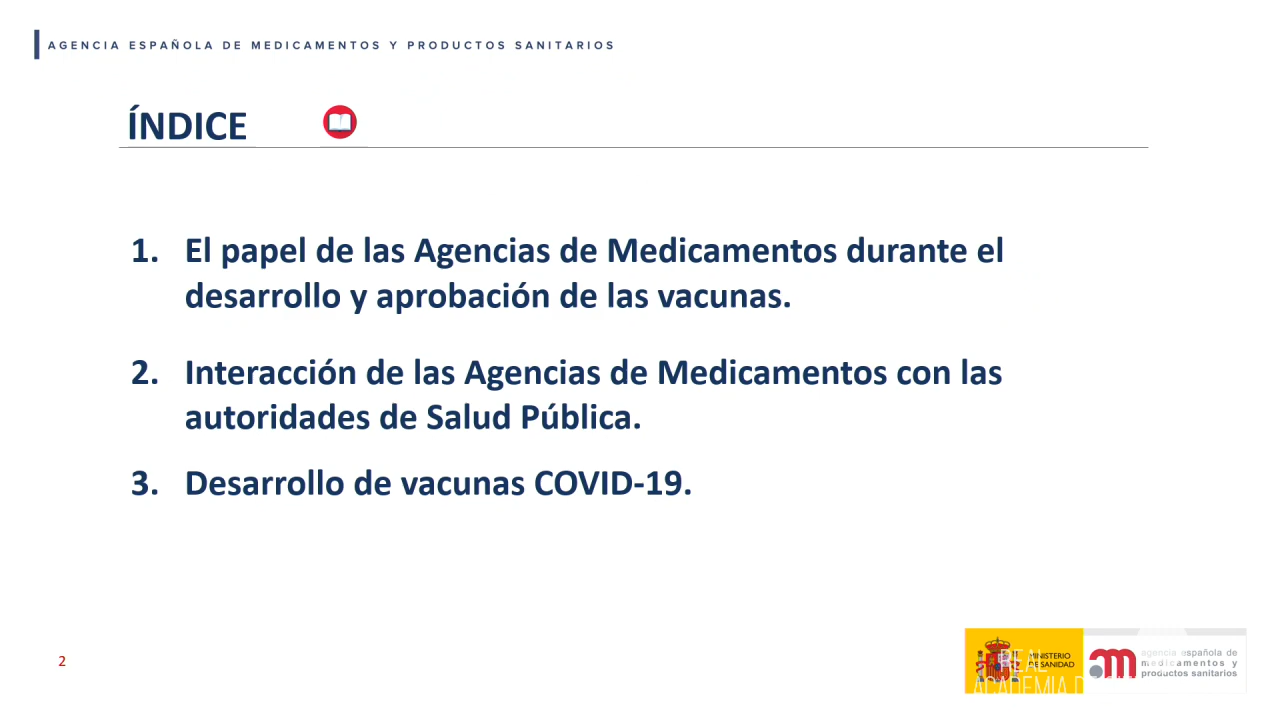 AGENCIA ESPAÑOLA DE MEDICAMENTOS Y PRODUCTOS SANITARIOS
ÍNDICE
1. El papel de las Agencias de Medicamentos durante el
desarrollo y aprobación de las vacunas.
2. Interacción de las Agencias de Medicamentos con las
autoridades de Salud Pública.
3. Desarrollo de vacunas COVID-19.
2
MINISTERIO
DE SANIDAD
agencia española de
medicamentos y
productos sanitarios
REAL
ACADEMIA